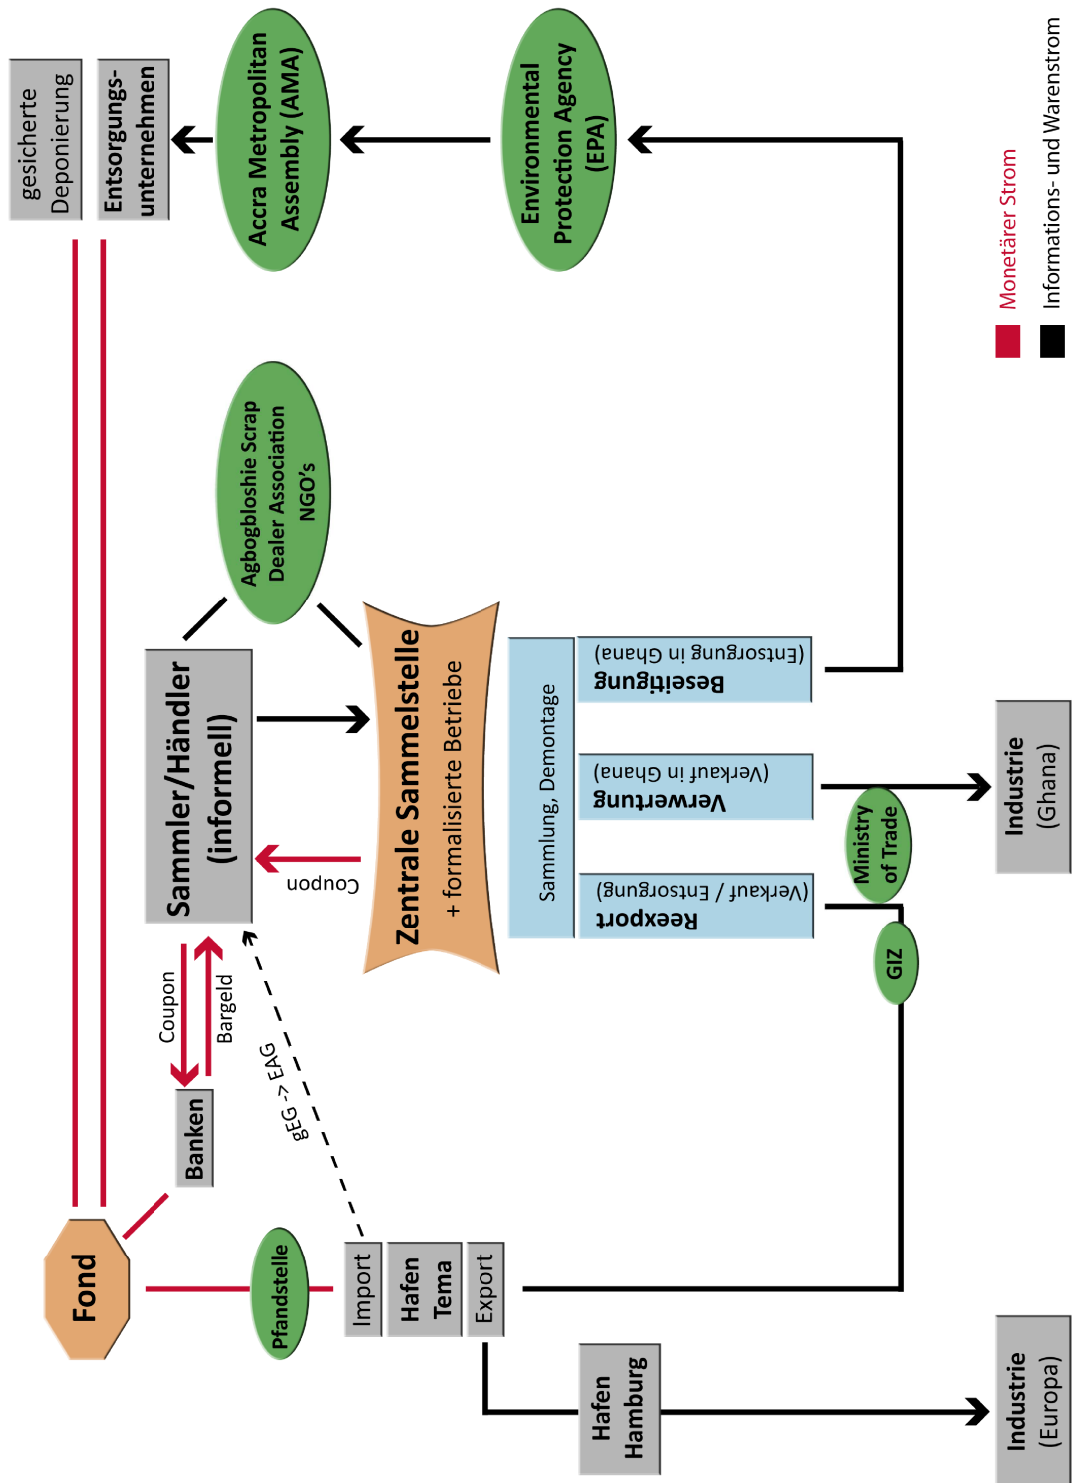 Fond
Pfandstelle
Import
Hafen
Tema
Export
Hafen
Hamburg
Industrie
(Europa)
Banken
Coupon
Bargeld
gEG -> EAG
Sammler/Händler
(informell)
Coupon
Zentrale Sammelstelle
+ formalisierte Betriebe
Sammlung, Demontage
Reexport
(Verkauf / Entsorgung)
Verwertung
(Verkauf in Ghana)
Beseitigung
(Entsorgung in Ghana)
GIZ
Ministry
of Trade
Industrie
(Ghana)
Agbogbloshie Scrap
Dealer Association
NGO's
gesicherte
Deponierung
Entsorgungs-
unternehmen
Accra Metropolitan
Assembly (AMA)
Environmental
Protection Agency
(EPA)
Monetärer Strom
Informations- und Warenstrom